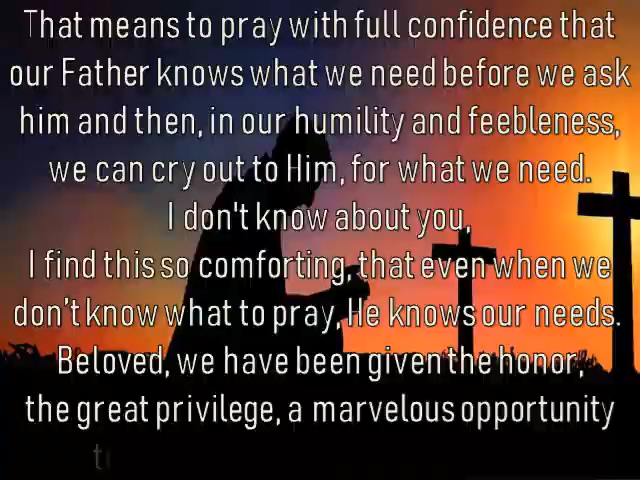 That means to pray with full confidence that
our Father knows what we need before we ask
him and then, in our humility and feebleness,
we can cry out to Him, for what we need.
I don't know about you,
I find this so comforting, that even when we
don't know what to pray, He knows our needs.
Beloved, we have been given the honor,
the great privilege, a marvelous opportunity